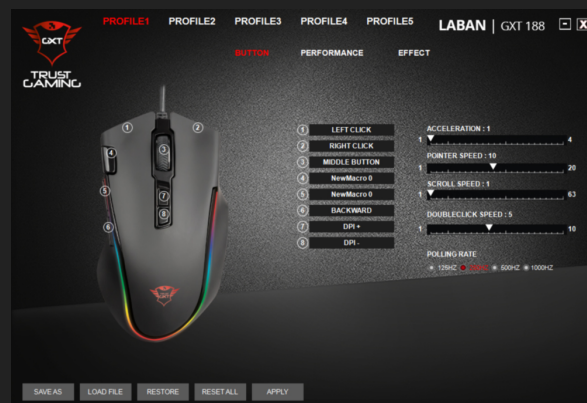 PROFILE1 PROFILE2 PROFILE3 PROFILE4 PROFILE5 LABAN | GXT 188 - X
GXT
BUTTON PERFORMANCE EFFECT
TRUST
GAMING
1 2
3
4
5
6
7
8
1 LEFT CLICK
2 RIGHT CLICK
3 MIDDLE BUTTON
4 NewMacro 0
5 NewMacro 0
6 BACKWARD
7 DPI +
8 DPI -
ACCELERATION : 1
1 4
POINTER SPEED : 10
1 20
SCROLL SPEED : 1
1 63
DOUBLECLICK SPEED : 5
1 10
POLLING RATE
125HZ 500HZ 1000HZ
GXT
SAVE AS LOAD FILE RESTORE RESET ALL APPLY